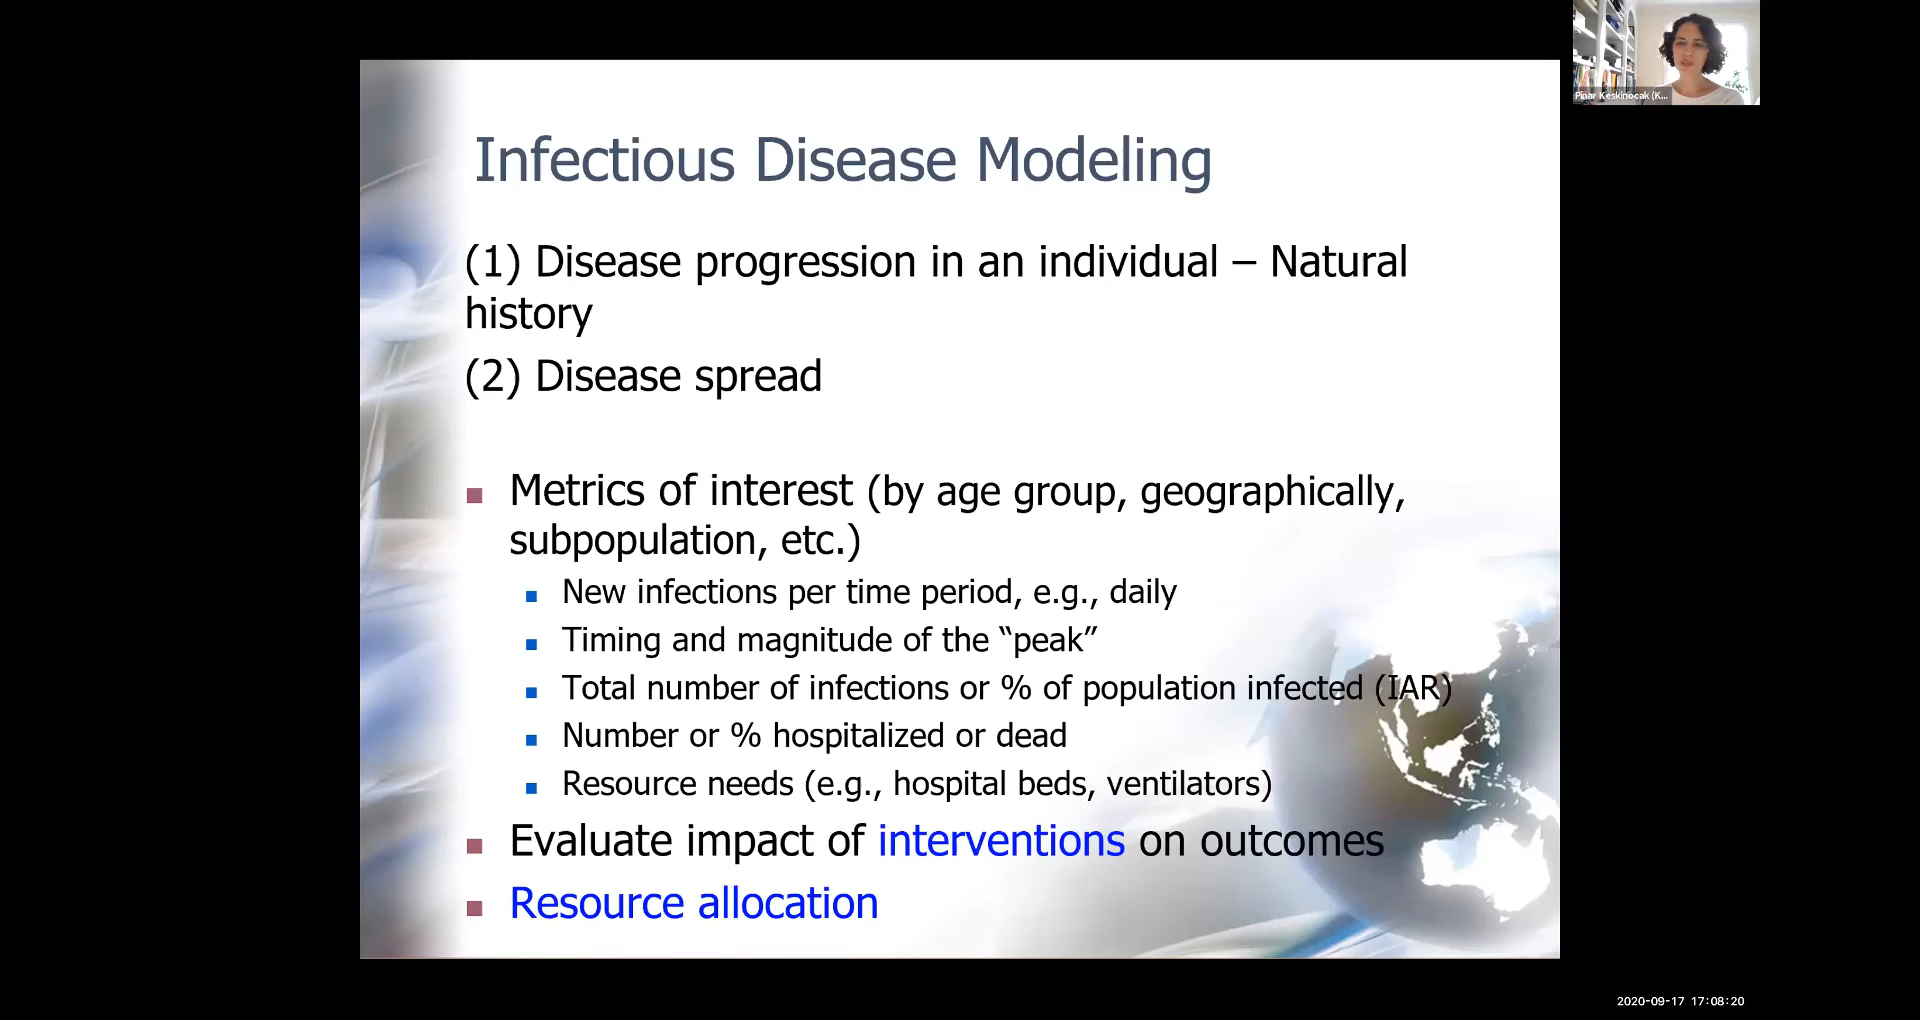 Pinar Keskinocak (K...
Infectious Disease Modeling
(1) Disease progression in an individual – Natural
history
(2) Disease spread
Metrics of interest (by age group, geographically,
subpopulation, etc.)
New infections per time period, e.g., daily
Timing and magnitude of the “peak”
Total number of infections or % of population infected (IAR)
Number or % hospitalized or dead
Resource needs (e.g., hospital beds, ventilators)
Evaluate impact of interventions on outcomes
Resource allocation
2020-09-17 17:08:20